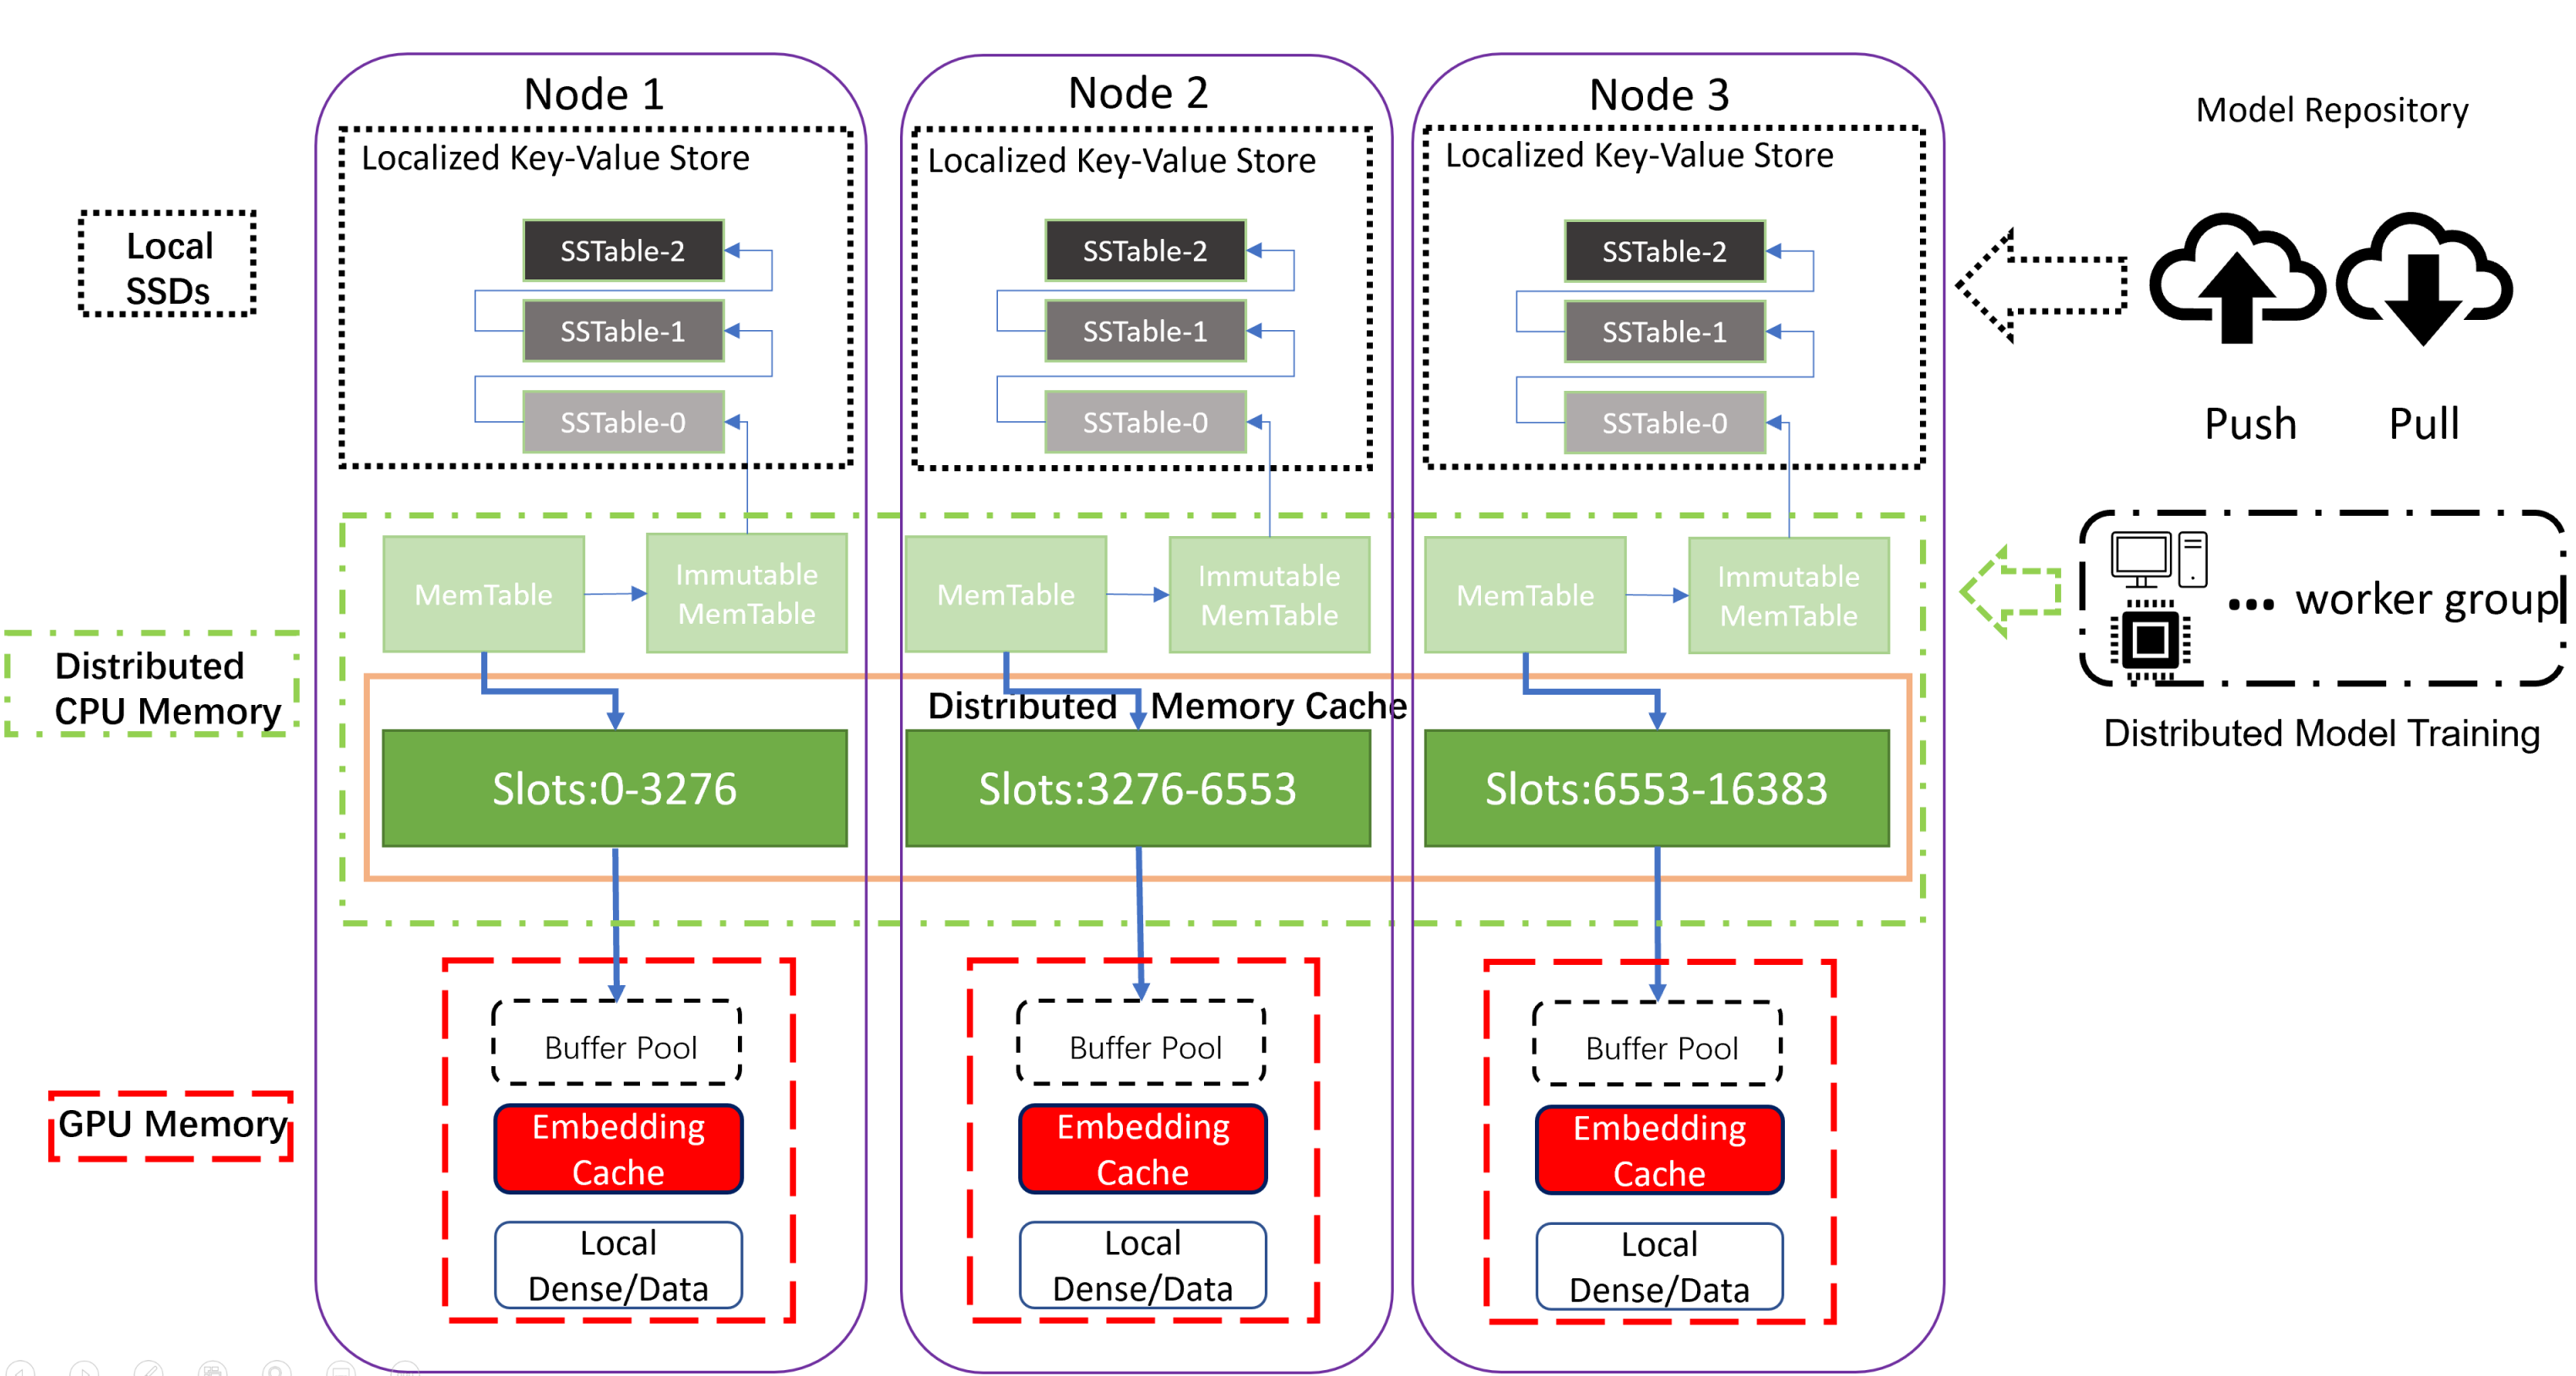 Node 1
Node 2
Node 3
Model Repository
Localized Key-Value Store
Localized Key-Value Store
Localized Key-Value Store
Local
SSDs
SSTable-2
SSTable-2
SSTable-2
SSTable-1
SSTable-1
SSTable-1
SSTable-0
SSTable-0
SSTable-0
Push
Pull
MemTable
Immutable
MemTable
MemTable
Immutable
MemTable
MemTable
Immutable
MemTable
... worker group
Distributed
CPU Memory
Distributed Memory Cache
Distributed Model Training
Slots:0-3276
Slots:3276-6553
Slots:6553-16383
Buffer Pool
Buffer Pool
Buffer Pool
GPU Memory
Embedding
Cache
Embedding
Cache
Embedding
Cache
Local
Dense/Data
Local
Dense/Data
Local
Dense/Data